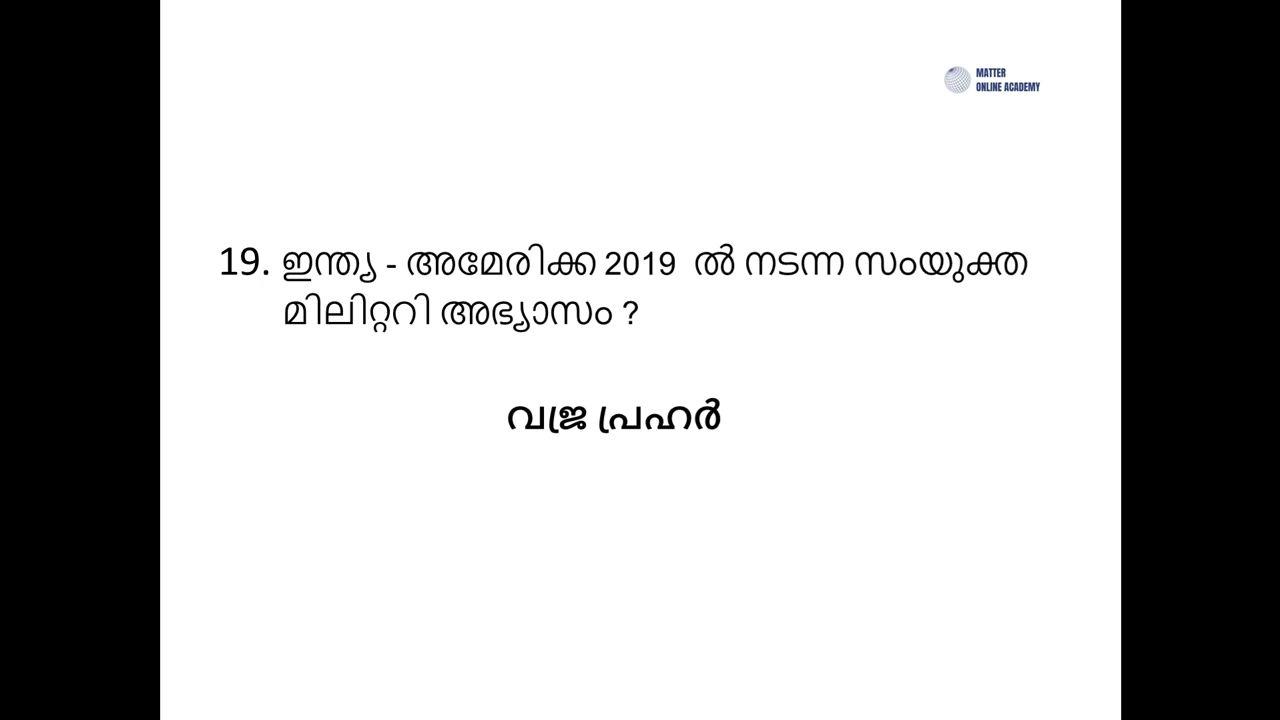 MATTER
ONLINE ACADEMY
19. ഇന്ത്യ - അമേരിക്ക 2019 ൽ നടന്ന സംയുക്ത
മിലിറ്ററി അഭ്യാസം ?
വജ്ര പ്രഹർ